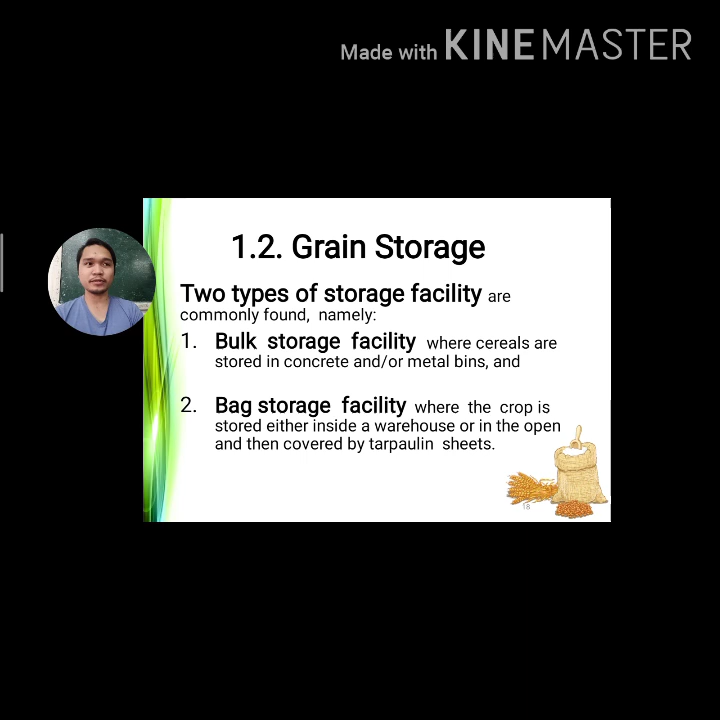 Made with KINEMASTER
1.2. Grain Storage
Two types of storage facility are
commonly found, namely:
1. Bulk storage facility where cereals are
stored in concrete and/or metal bins, and
2. Bag storage facility where the crop is
stored either inside a warehouse or in the open
and then covered by tarpaulin sheets.
18